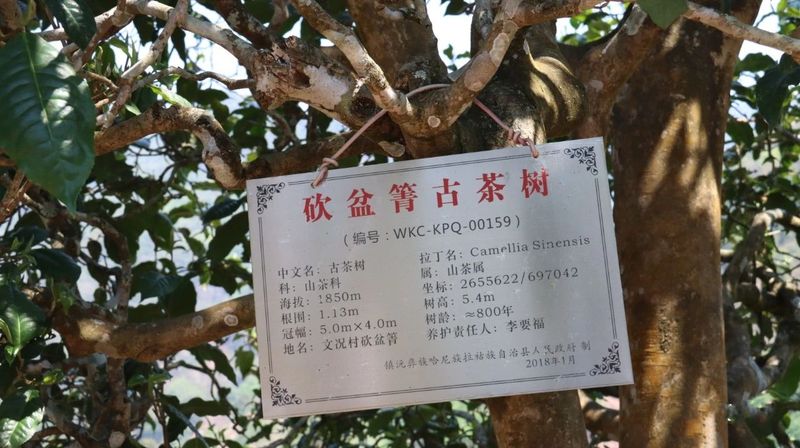 砍盆箐古茶树
（编号：WKC-KPQ-00159）
中文名：古茶树 拉丁名：Camellia Sinensis
科：山茶科 属：山茶属
海拔：1850m 坐标：2655622/697042
根围：1.13m 树高：5.4m
冠幅：5.0m×4.0m 树龄：≈800年
地名：文况村砍盆箐 养护责任人：李要福
镇沅彝族哈尼族拉祜族自治县人民政府 制
2018年1月